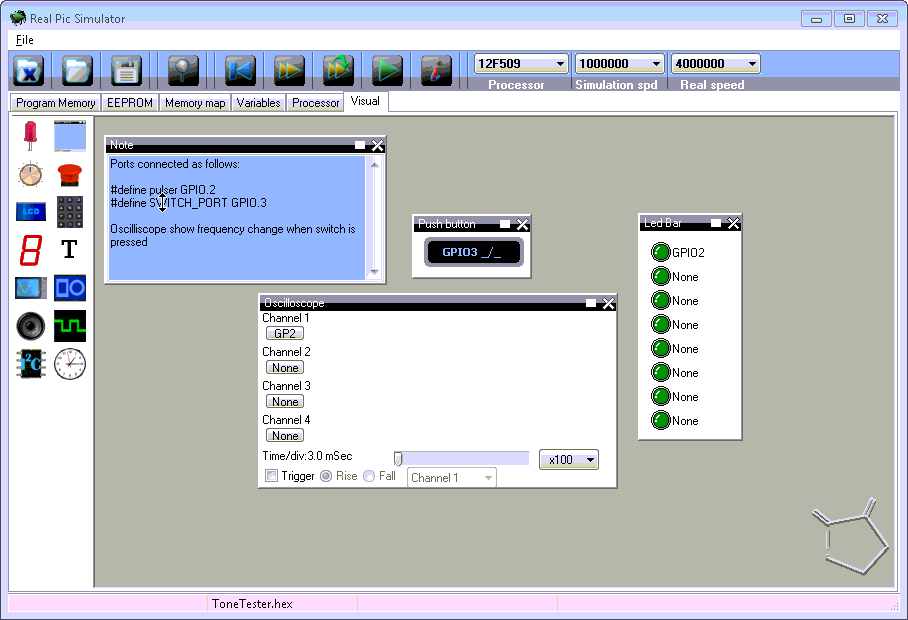 Real Pic Simulator
File
12F509 1000000 4000000
Processor Simulation spd Real speed
Program Memory EEPROM Memory map Variables Processor Visual
LCD
T
I²C
Note
Ports connected as follows:
#define pulser GPIO.2
#define SWITCH_PORT GPIO.3
Oscilliscope show frequency change when switch is
pressed
Push button
GPIO3 _/_
Led Bar
GPIO2
None
None
None
None
None
None
None
Oscilloscope
Channel 1
GP2
Channel 2
None
Channel 3
None
Channel 4
None
Time/div:3.0 mSec x100
Trigger Rise Fall Channel 1
ToneTester.hex